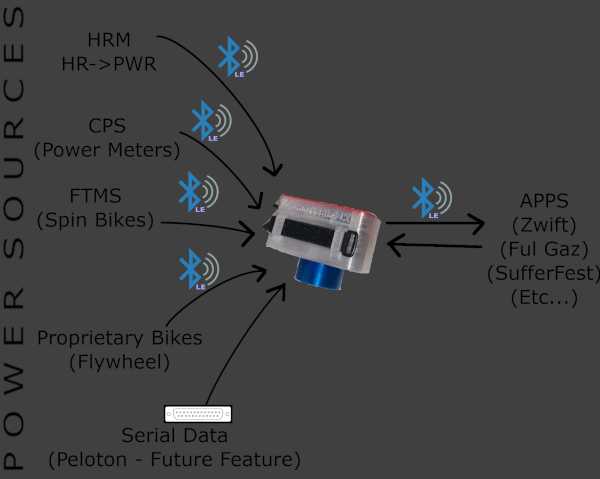 POWER SOURCES
HRM
HR->PWR
LE
CPS
(Power Meters)
LE
FTMS
(Spin Bikes)
LE
LE
APPS
(Zwift)
(Ful Gaz)
(SufferFest)
(Etc...)
LE
Proprietary Bikes
(Flywheel)
Serial Data
(Peloton - Future Feature)